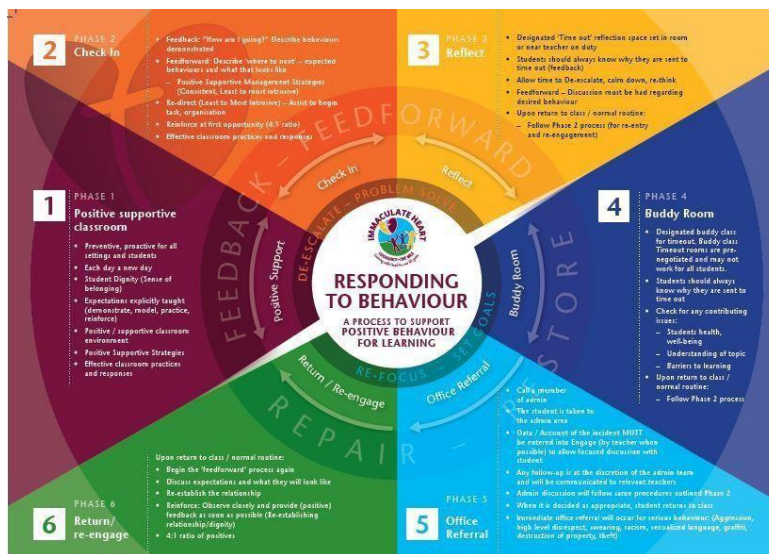 2
PHASE 2
Check In
• Feedback: "How am I going?" Describe behaviours
demonstrated
• Feedforward: Describe 'where to next' – expected
behaviours and what that looks like
– Positive Supportive Management Strategies
(Consistent, Least to most intrusive)
• Re-direct (Least to Most Intrusive) – Assist to begin
task, organisation
• Reinforce at first opportunity (4:1 ratio)
• Effective classroom practices and responses
3
PHASE 3
Reflect
• Designated 'Time out' reflection space set in room
or near teacher on duty
• Students should always know why they are sent to
time out (feedback)
• Allow time to De-escalate, calm down, re-think
• Feedforward – Discussion must be had regarding
desired behaviour
• Upon return to class / normal routine:
– Follow Phase 2 process (for re-entry
and re-engagement)
1
PHASE 1
Positive supportive
classroom
• Preventive, proactive for all
settings and students
• Each day a new day
• Student Dignity (Sense of
belonging)
• Expectations explicitly taught
(demonstrate, model, practice,
reinforce)
• Positive / supportive classroom
environment
• Positive Supportive Strategies
• Effective classroom practices
and responses
FEEDBACK – FEEDFORWARD
REPAIR – RESTORE
Check In
Reflect
Positive Support
Buddy Room
Return / Re-engage
Office Referral
DE-ESCALATE – PROBLEM SOLVE
RE-FOCUS – SET GOALS
IMMACULATE HEART
RESPONDING
TO BEHAVIOUR
A PROCESS TO SUPPORT
POSITIVE BEHAVIOUR
FOR LEARNING
4
PHASE 4
Buddy Room
• Designated buddy class
for timeout. Buddy class
Timeout rooms are pre-
negotiated and may not
work for all students.
• Students should always
know why they are sent to
time out
• Check for any contributing
issues:
– Students health,
well-being
– Understanding of topic
– Barriers to learning
• Upon return to class /
normal routine:
– Follow Phase 2 process
6
PHASE 6
Return/
re-engage
Upon return to class / normal routine:
• Begin the 'feedforward' process again
• Discuss expectations and what they will look like
• Re-establish the relationship
• Reinforce: Observe closely and provide (positive)
feedback as soon as possible (Re-establishing
relationship/dignity)
• 4:1 ratio of positives
5
PHASE 5
Office
Referral
• Call a member
of admin
• The student is taken to
the admin area
• Data / Account of the incident MUST
be entered into Engage (by teacher when
possible) to allow focused discussion with
student
• Any follow-up is at the discretion of the admin team
and will be communicated to relevant teachers
• Admin discussion will follow same procedures outlined Phase 2
• When it is decided as appropriate, student returns to class
• Immediate office referral will occur for serious behaviour: (Aggression,
high level disrespect, swearing, racism, sexualized language, graffiti,
destruction of property, theft)